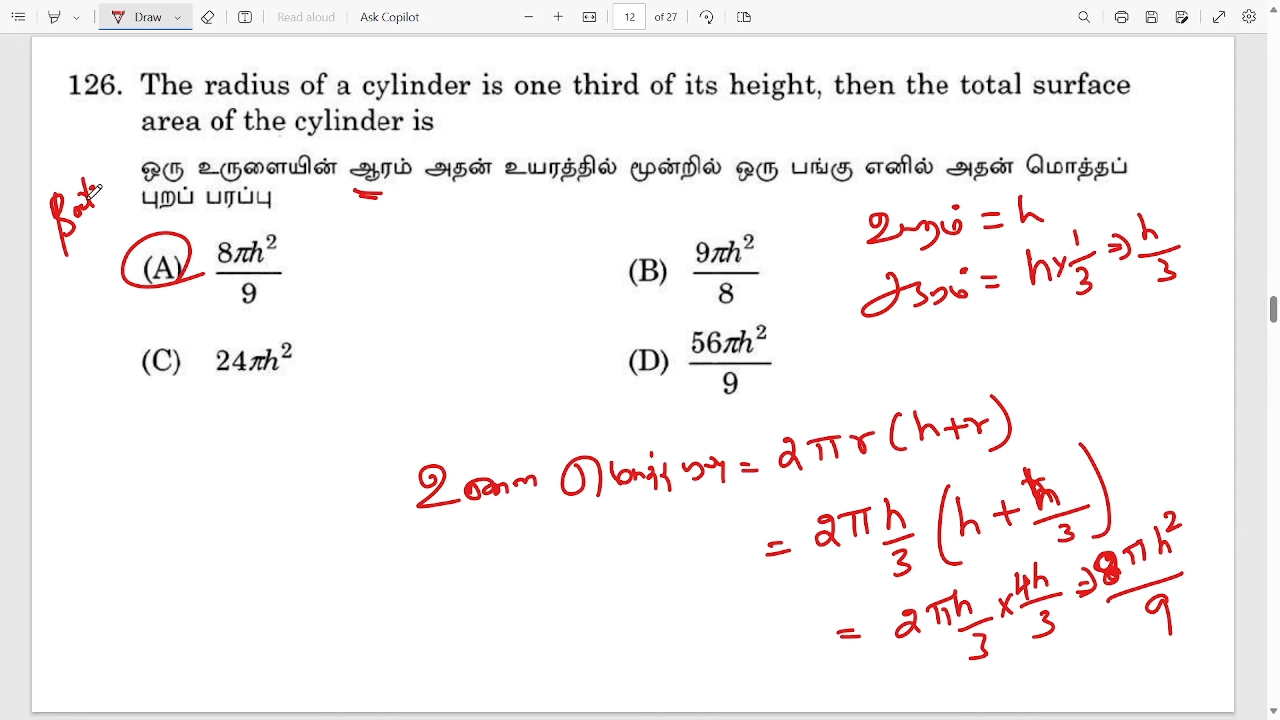 Draw Read aloud Ask Copilot 12 of 27
126. The radius of a cylinder is one third of its height, then the total surface
area of the cylinder is
ஒரு உருளையின் ஆரம் அதன் உயரத்தில் மூன்றில் ஒரு பங்கு எனில் அதன் மொத்தப்
புறப் பரப்பு
(A) 8πh²/9 (B) 9πh²/8
(C) 24πh² (D) 56πh²/9
= h
ஆரம் = h×1/3 ⇒ h/3
= 2πr(h+r)
= 2πh/3 (h + h/3)
= 2πh/3 × 4h/3 ⇒ 8πh²/9